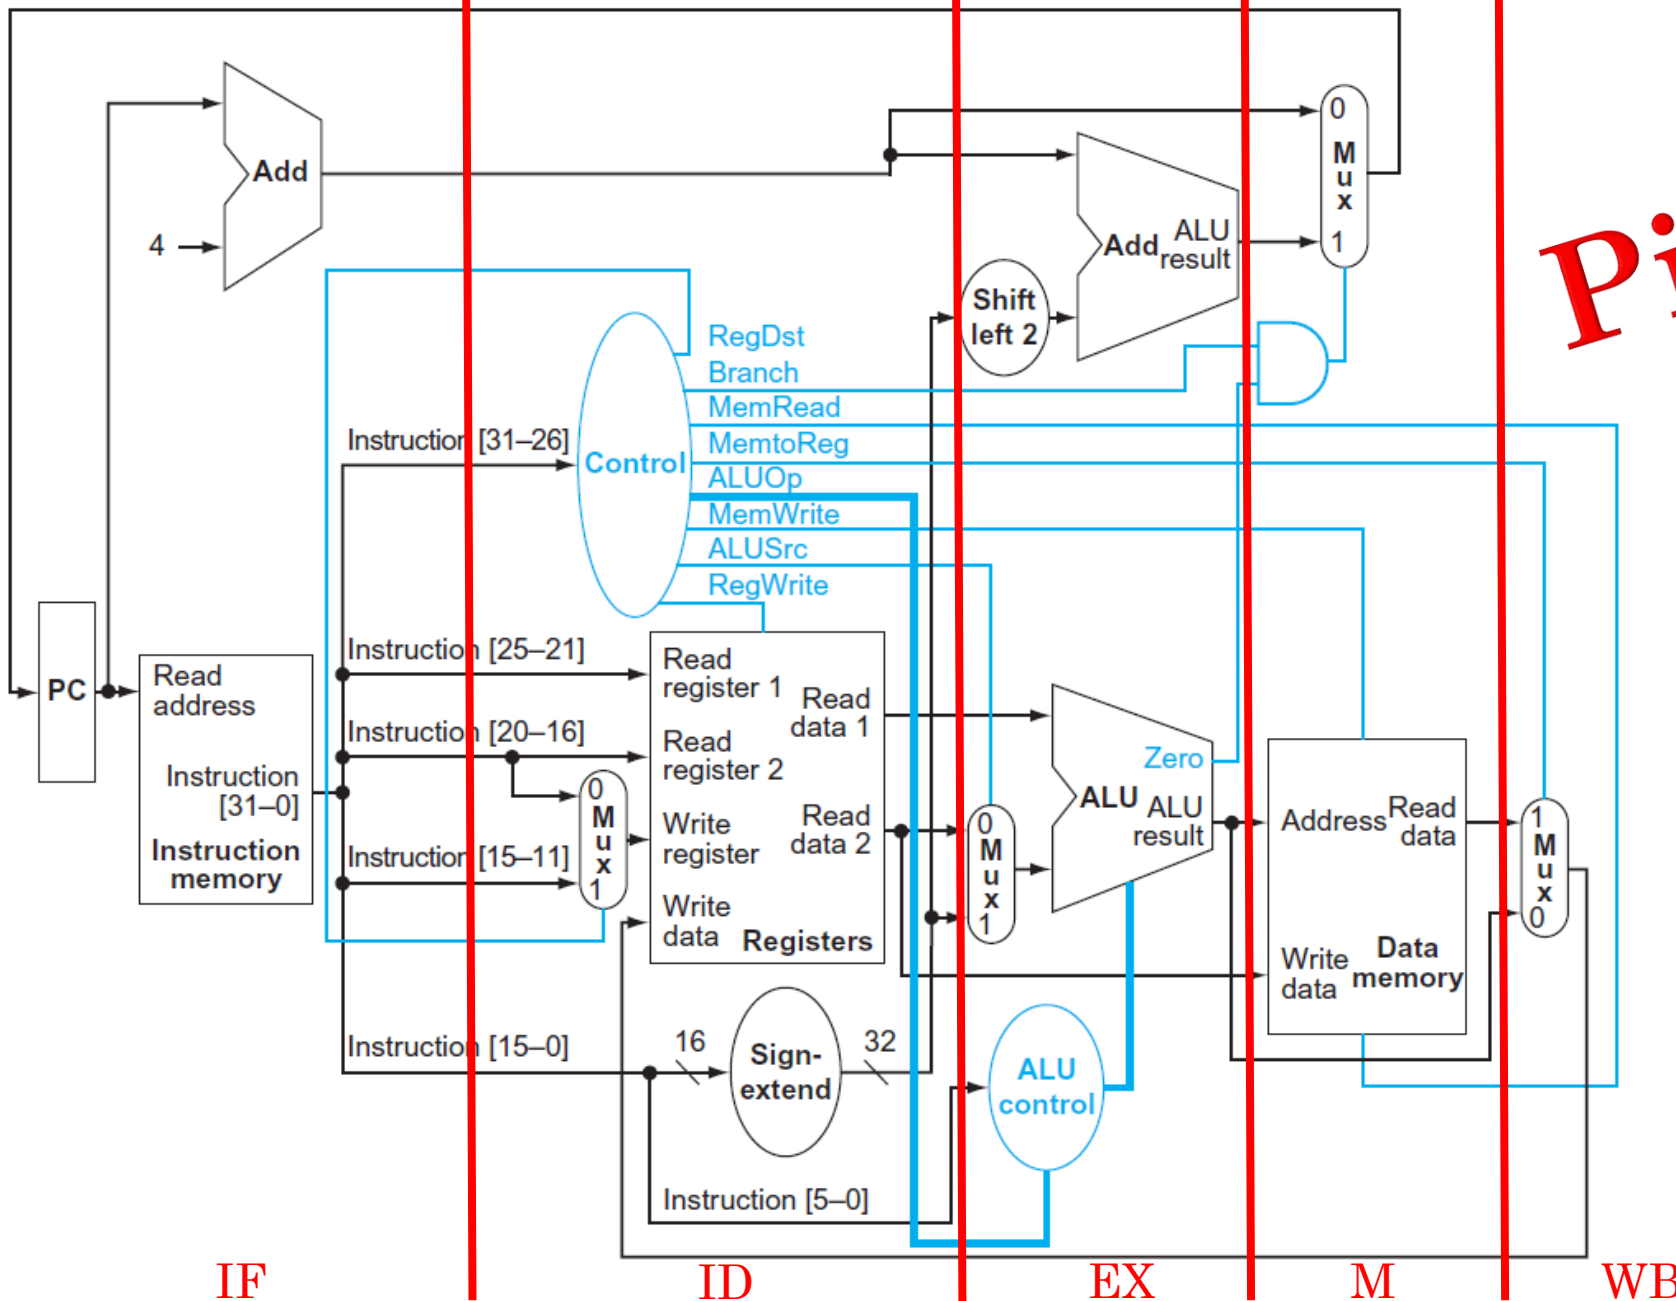 Add
4
0
M
u
x
1
Add
ALU
result
Shift
left 2
Pi
RegDst
Branch
MemRead
MemtoReg
ALUOp
MemWrite
ALUSrc
RegWrite
Control
Instruction [31–26]
Instruction [25–21]
Instruction [20–16]
Instruction [15–11]
Instruction [15–0]
Instruction [5–0]
PC
Read
address
Instruction
[31–0]
Instruction
memory
0
M
u
x
1
Read
register 1
Read
register 2
Write
register
Write
data
Read
data 1
Read
data 2
Registers
16
Sign-
extend
32
0
M
u
x
1
Zero
ALU
ALU
result
ALU
control
Address
Read
data
Write
data
Data
memory
1
M
u
x
0
IF
ID
EX
M
WB